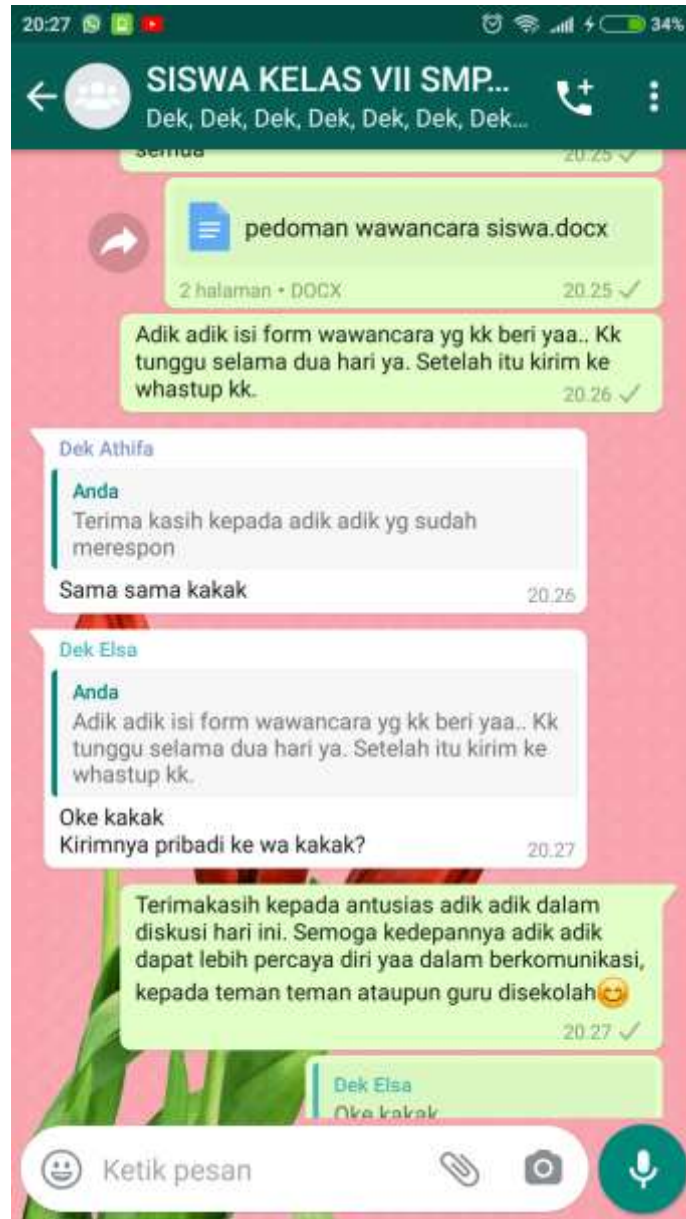 20:27 34%
SISWA KELAS VII SMP...
Dek, Dek, Dek, Dek, Dek, Dek, Dek...
semua 20.25
pedoman wawancara siswa.docx
2 halaman • DOCX 20.25
Adik adik isi form wawancara yg kk beri yaa.. Kk
tunggu selama dua hari ya. Setelah itu kirim ke
whastup kk. 20.26
Dek Athifa
Anda
Terima kasih kepada adik adik yg sudah
merespon
Sama sama kakak 20.26
Dek Elsa
Anda
Adik adik isi form wawancara yg kk beri yaa.. Kk
tunggu selama dua hari ya. Setelah itu kirim ke
whastup kk.
Oke kakak
Kirimnya pribadi ke wa kakak? 20.27
Terimakasih kepada antusias adik adik dalam
diskusi hari ini. Semoga kedepannya adik adik
dapat lebih percaya diri yaa dalam berkomunikasi,
kepada teman teman ataupun guru disekolah😊
20.27
Dek Elsa
Oke kakak
Ketik pesan